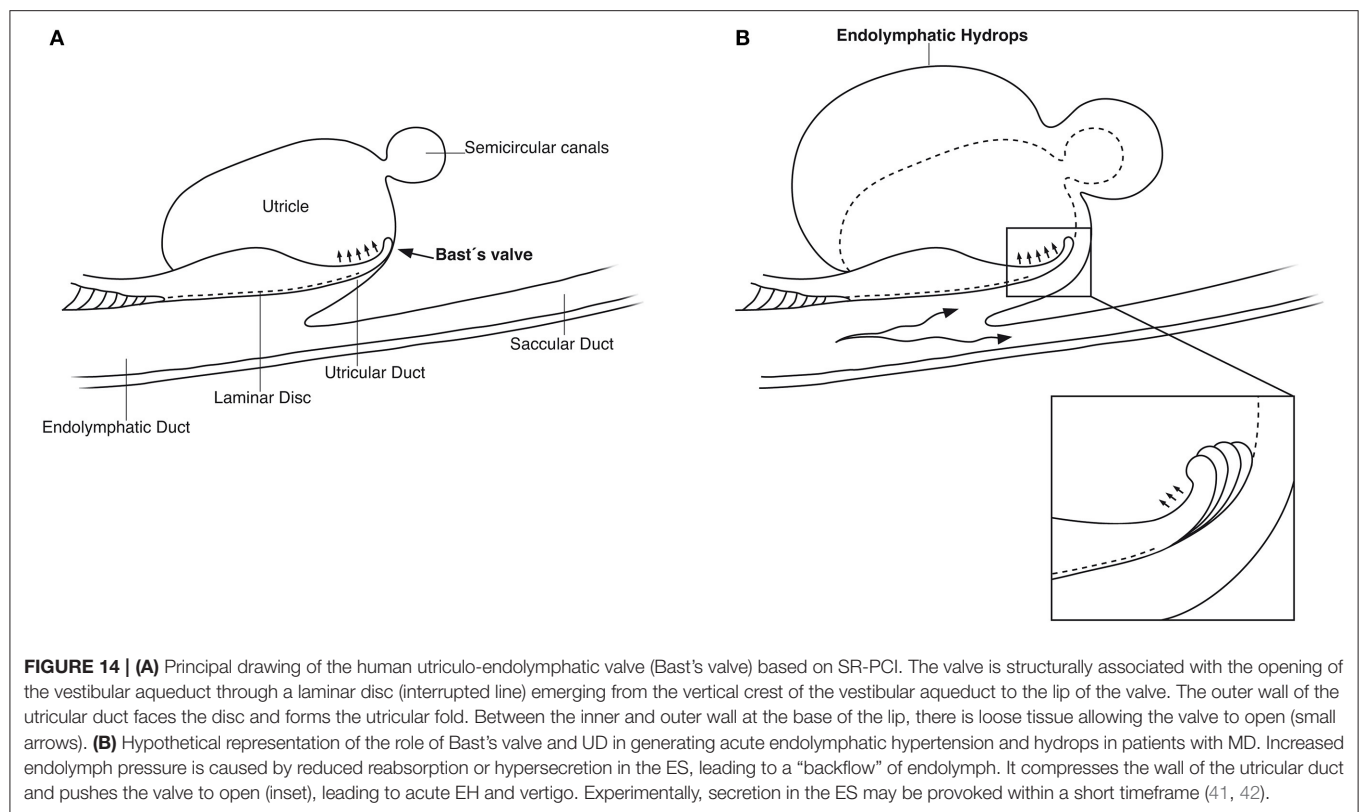 A
B
Endolymphatic Hydrops
Semicircular canals
Utricle
Bast´s valve
Saccular Duct
Utricular Duct
Laminar Disc
Endolymphatic Duct
FIGURE 14 | (A) Principal drawing of the human utriculo-endolymphatic valve (Bast's valve) based on SR-PCI. The valve is structurally associated with the opening of
the vestibular aqueduct through a laminar disc (interrupted line) emerging from the vertical crest of the vestibular aqueduct to the lip of the valve. The outer wall of the
utricular duct faces the disc and forms the utricular fold. Between the inner and outer wall at the base of the lip, there is loose tissue allowing the valve to open (small
arrows). (B) Hypothetical representation of the role of Bast's valve and UD in generating acute endolymphatic hypertension and hydrops in patients with MD. Increased
endolymph pressure is caused by reduced reabsorption or hypersecretion in the ES, leading to a "backflow" of endolymph. It compresses the wall of the utricular duct
and pushes the valve to open (inset), leading to acute EH and vertigo. Experimentally, secretion in the ES may be provoked within a short timeframe (41, 42).